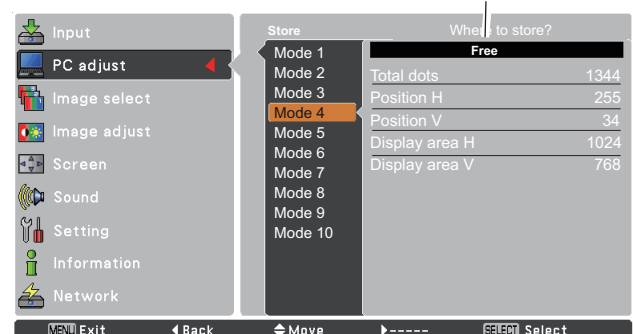 Input
PC adjust
Image select
Image adjust
Screen
Sound
Setting
Information
Network
Store
Mode 1
Mode 2
Mode 3
Mode 4
Mode 5
Mode 6
Mode 7
Mode 8
Mode 9
Mode 10
Where to store?
Free
Total dots 1344
Position H 255
Position V 34
Display area H 1024
Display area V 768
MENU Exit Back Move ----- SELECT Select